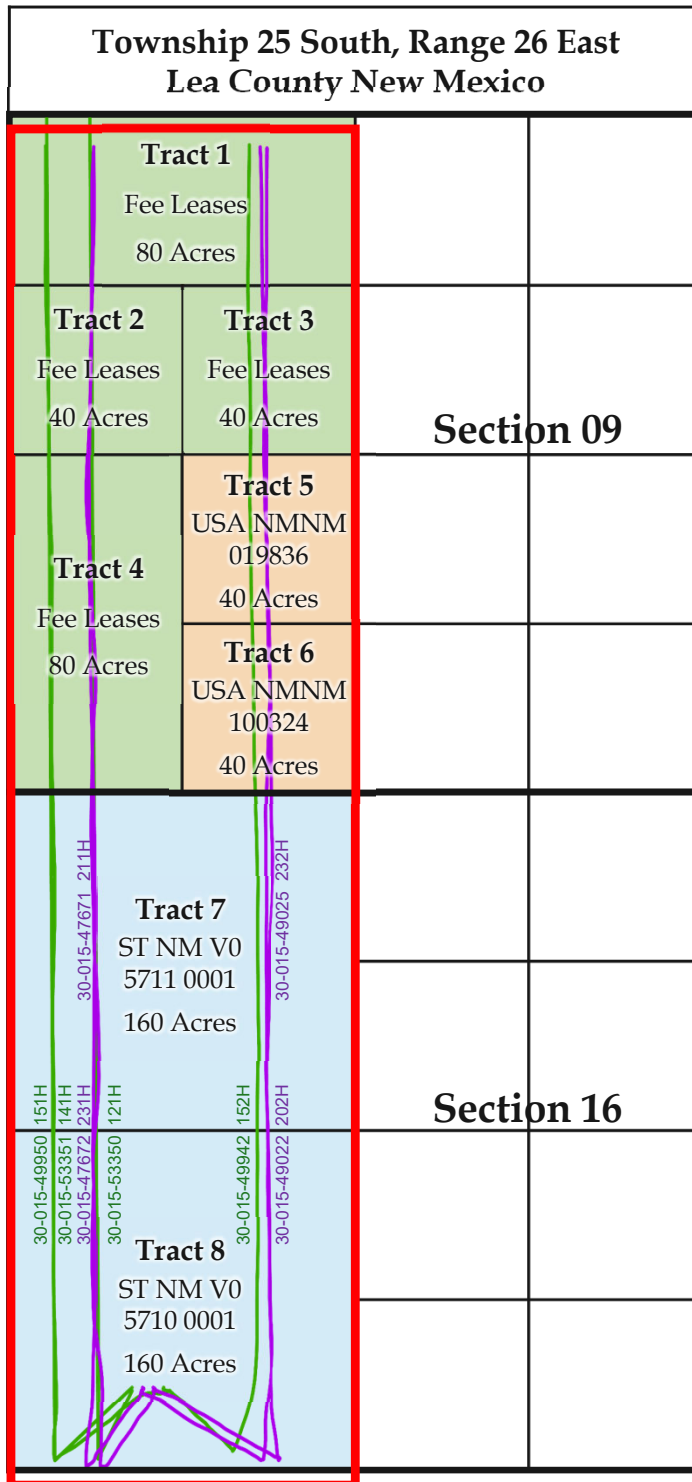 Township 25 South, Range 26 East
Lea County New Mexico
Tract 1
Fee Leases
80 Acres
Tract 2
Fee Leases
40 Acres
Tract 3
Fee Leases
40 Acres
Section 09
Tract 4
Fee Leases
80 Acres
Tract 5
USA NMNM
019836
40 Acres
Tract 6
USA NMNM
100324
40 Acres
30-015-47671 211H
Tract 7
ST NM V0
5711 0001
160 Acres
30-015-49025 232H
Section 16
30-015-49950 151H
30-015-53351 141H
30-015-47672 231H
30-015-53350 121H
30-015-49942 152H
30-015-49022 202H
Tract 8
ST NM V0
5710 0001
160 Acres